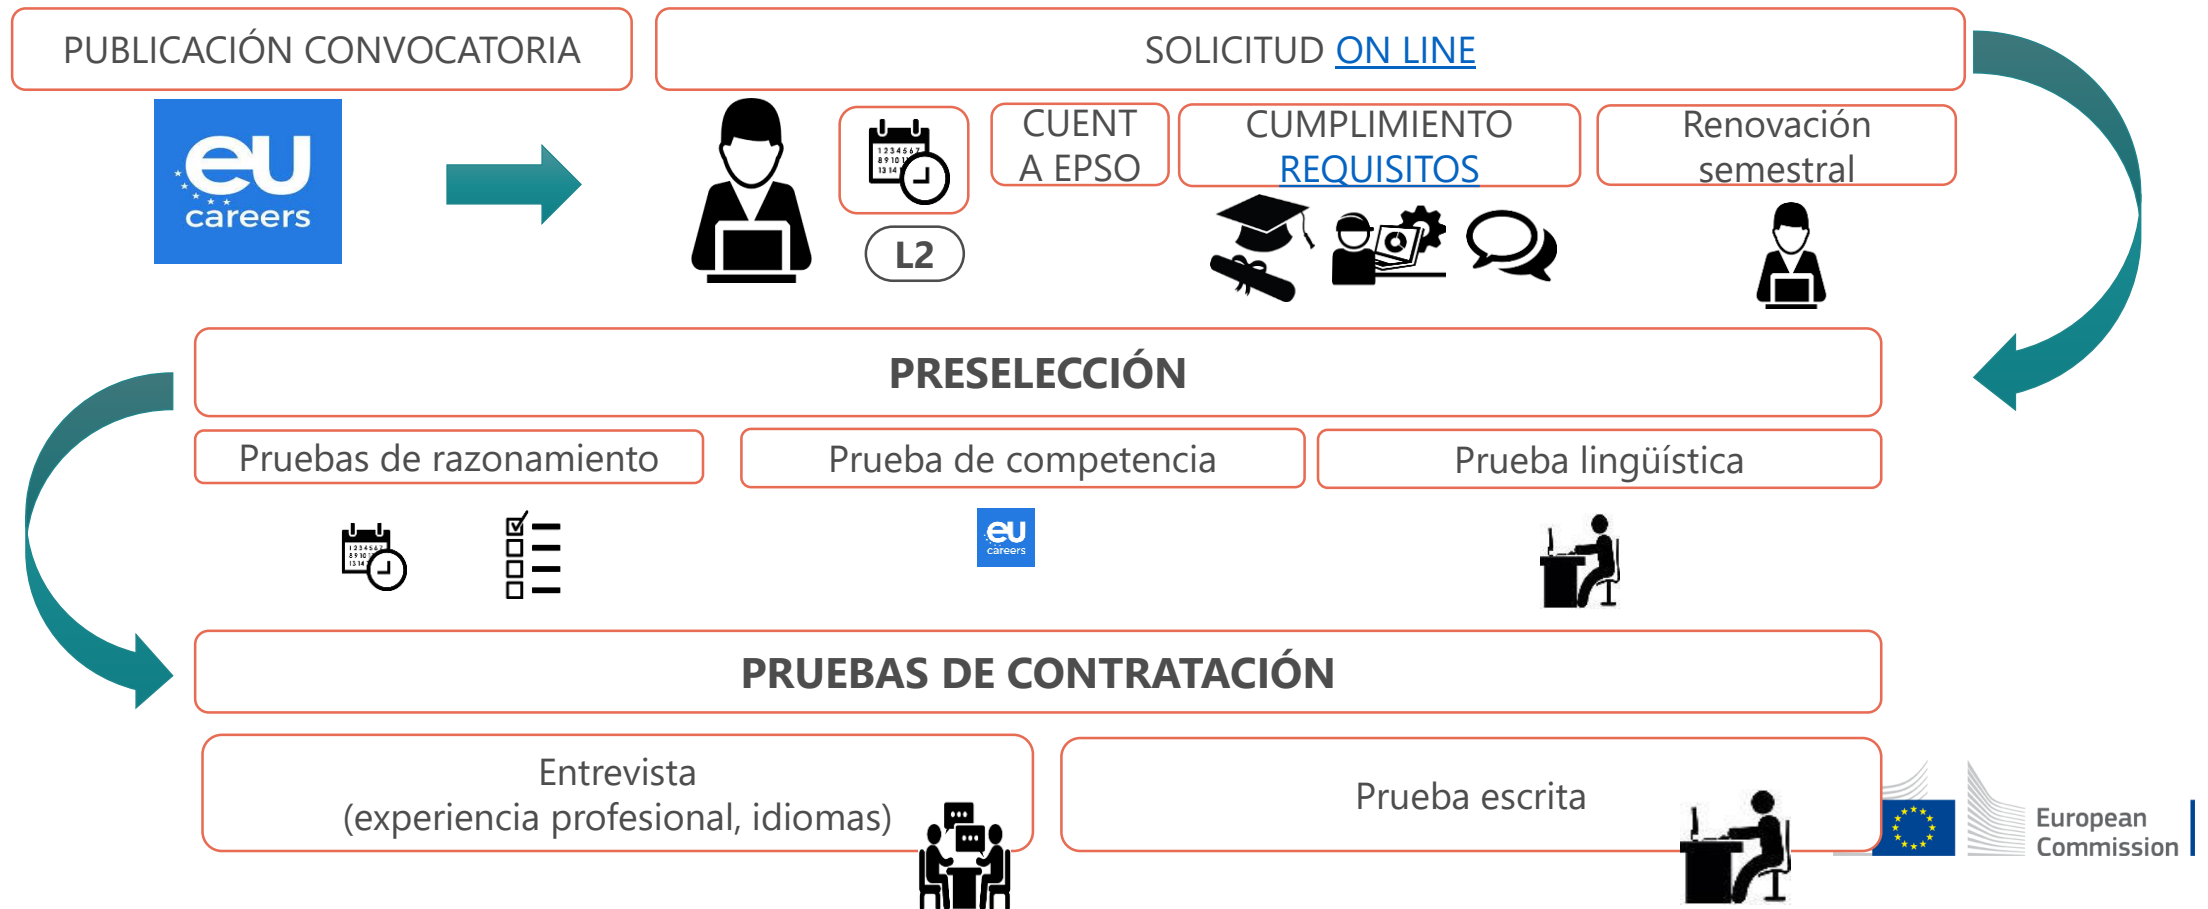 PUBLICACIÓN CONVOCATORIA
SOLICITUD ON LINE
eu
careers
L2
CUENT
A EPSO
CUMPLIMIENTO
REQUISITOS
Renovación
semestral
PRESELECCIÓN
Pruebas de razonamiento
Prueba de competencia
Prueba lingüística
eu
careers
PRUEBAS DE CONTRATACIÓN
Entrevista
(experiencia profesional, idiomas)
Prueba escrita
European
Commission